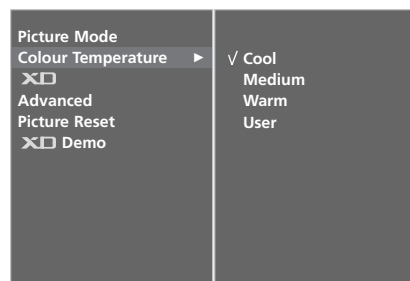 Picture Mode
Colour Temperature ►
XD
Advanced
Picture Reset
XD Demo
√ Cool
Medium
Warm
User